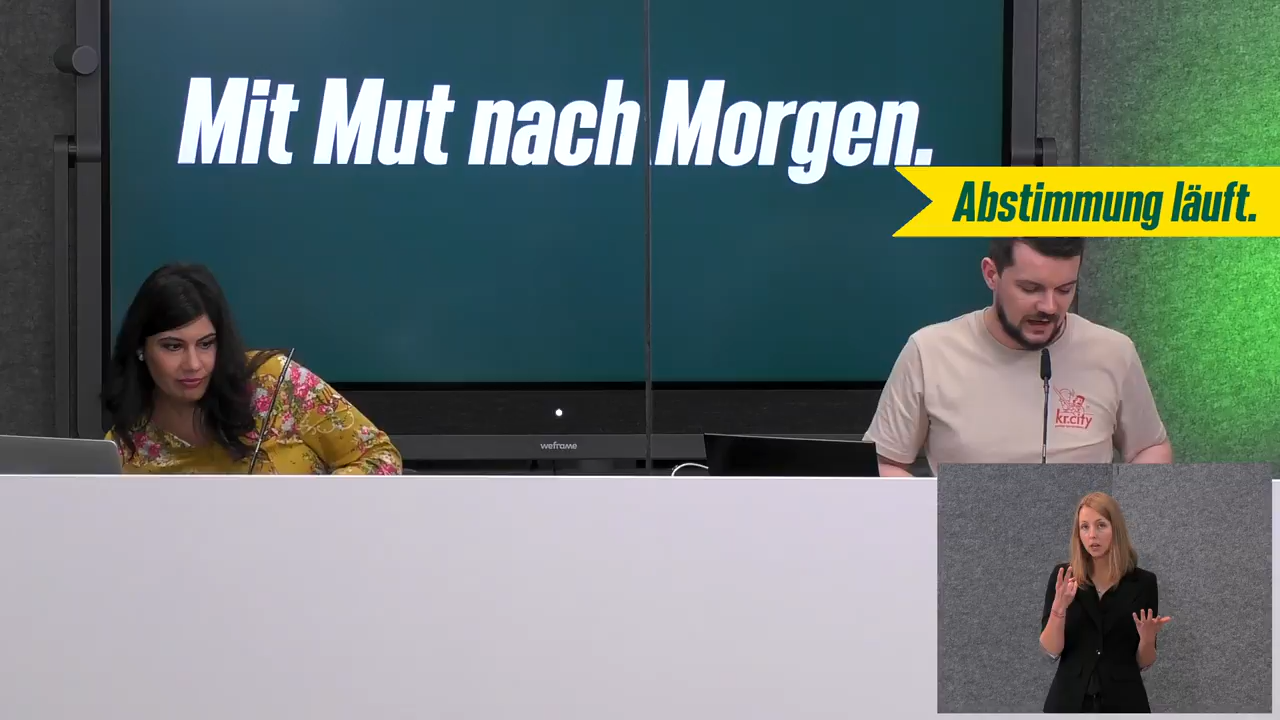 Mit Mut nach Morgen.
Abstimmung läuft.
weframe
kr.city